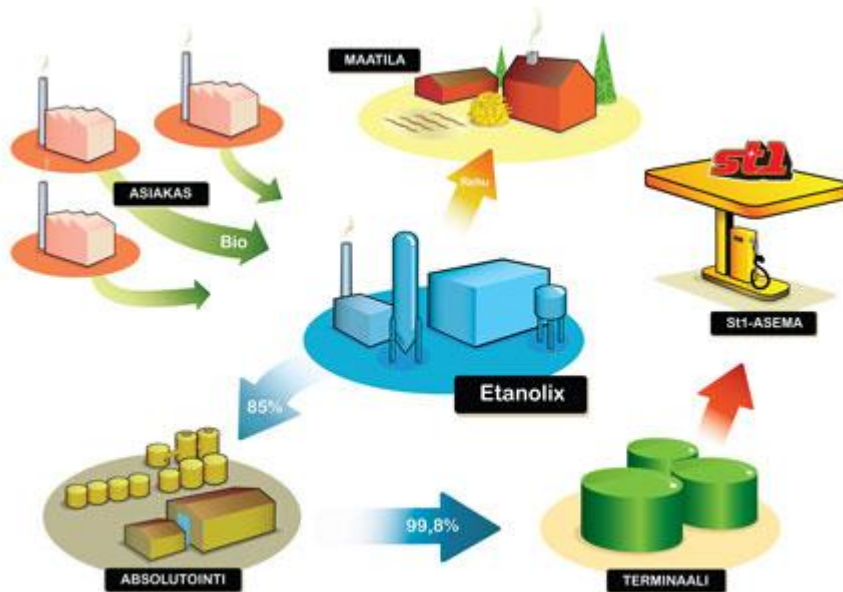 MAATILA
st1
ASIAKAS
Rehu
Bio
St1-ASEMA
Etanolix
85%
99,8%
ABSOLUTOINTI
TERMINAALI